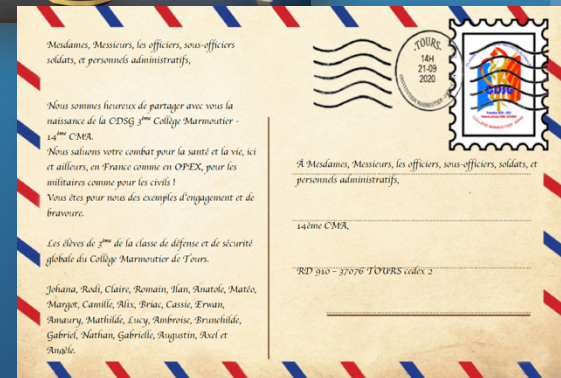 Mesdames, Messieurs, les officiers, sous-officiers
soldats, et personnels administratifs,
Nous sommes heureux de partager avec vous la
naissance de la CDSG 3ème Collège Marmoutier -
14ème CMA.
Nous saluons votre combat pour la santé et la vie, ici
et ailleurs, en France comme en OPEX, pour les
militaires comme pour les civils !
Vous êtes pour nous des exemples d'engagement et de
bravoure.
Les élèves de 3ème de la classe de défense et de sécurité
globale du Collège Marmoutier de Tours.
Johana, Rodi, Claire, Romain, Ilan, Anatole, Matéo,
Margot, Camille, Alix, Briac, Cassie, Erwan,
Amaury, Mathilde, Lucy, Ambroise, Brunehilde,
Gabriel, Nathan, Gabrielle, Augustin, Axel et
Angèle.
-TOURS-
14H
21-09
2020
INSTITUTION MARMOUTIER
CDSG
À Mesdames, Messieurs, les officiers, sous-officiers, soldats, et
personnels administratifs,
14ème CMA,
RD 910 – 37076 TOURS cedex 2